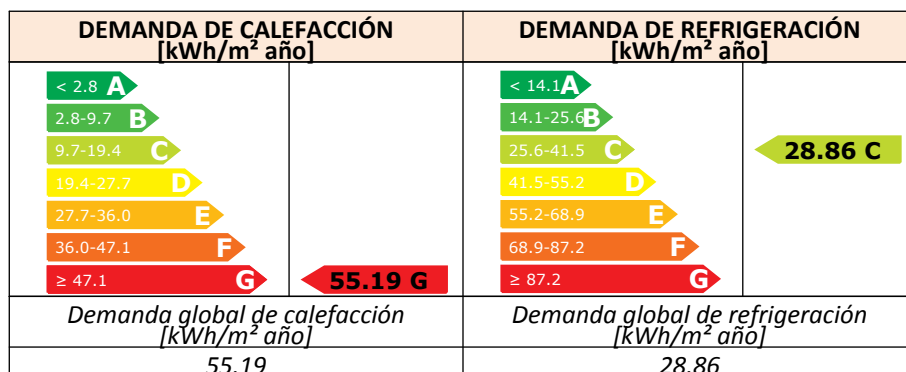 DEMANDA DE CALEFACCIÓN
[kWh/m² año]
DEMANDA DE REFRIGERACIÓN
[kWh/m² año]
< 2.8 A
2.8-9.7 B
9.7-19.4 C
19.4-27.7 D
27.7-36.0 E
36.0-47.1 F
≥ 47.1 G
55.19 G
< 14.1 A
14.1-25.6 B
25.6-41.5 C
41.5-55.2 D
55.2-68.9 E
68.9-87.2 F
≥ 87.2 G
28.86 C
Demanda global de calefacción
[kWh/m² año]
Demanda global de refrigeración
[kWh/m² año]
55.19
28.86